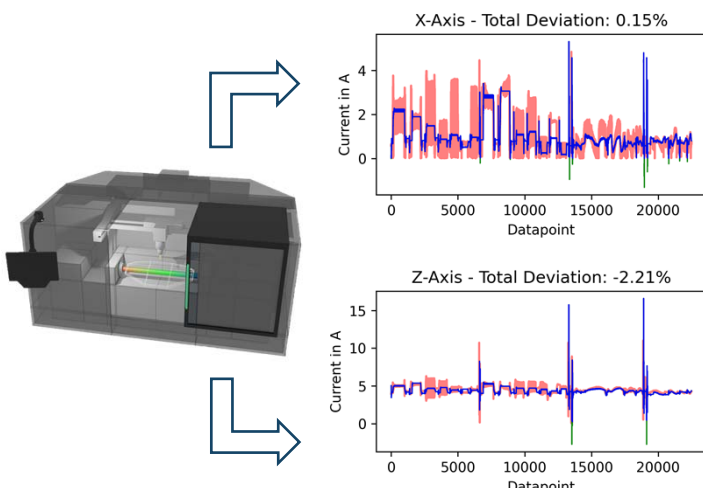 X-Axis - Total Deviation: 0.15%
Current in A
4
2
0
0
5000
10000
15000
20000
Datapoint
Z-Axis - Total Deviation: -2.21%
Current in A
15
10
5
0
0
5000
10000
15000
20000
Datapoint